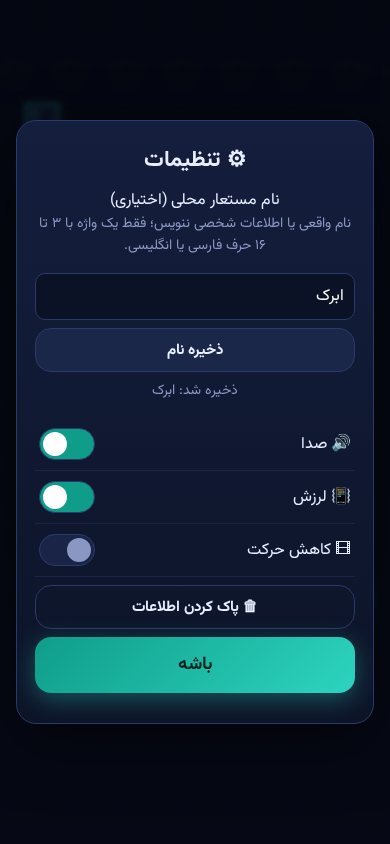 ⚙ تنظیمات
نام مستعار محلی (اختیاری)
نام واقعی یا اطلاعات شخصی ننویس؛ فقط یک واژه با ۳ تا
۱۶ حرف فارسی یا انگلیسی.
ابرک
ذخیره نام
ذخیره شد: ابرک
🔊 صدا
📳 لرزش
🎞 کاهش حرکت
🗑 پاک کردن اطلاعات
باشه